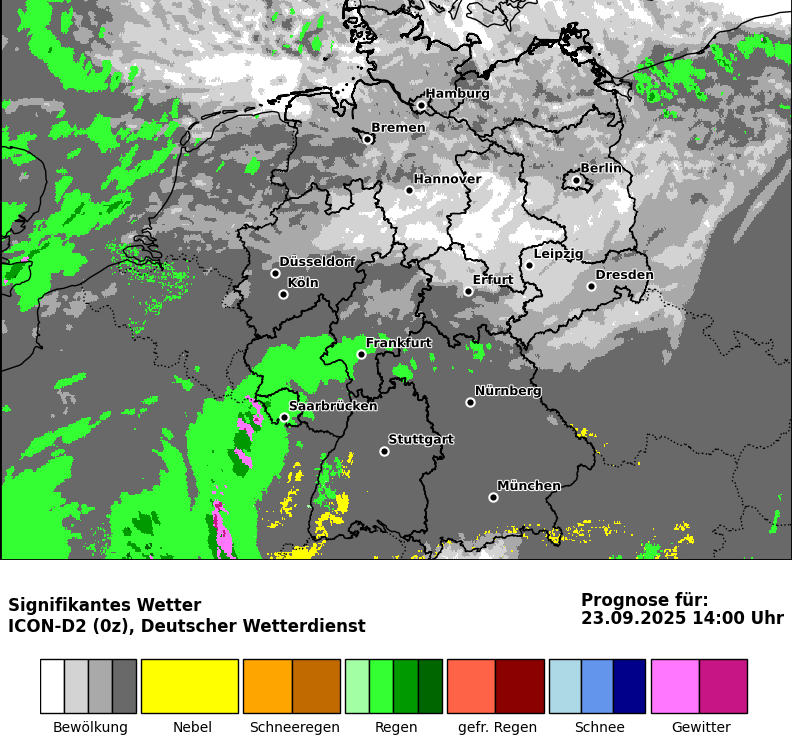 Hamburg
Bremen
Berlin
Hannover
Leipzig
Düsseldorf
Dresden
Köln
Erfurt
Frankfurt
Nürnberg
Saarbrücken
Stuttgart
München
Signifikantes Wetter
ICON-D2 (0z), Deutscher Wetterdienst
Prognose für:
23.09.2025 14:00 Uhr
Bewölkung
Nebel
Schneeregen
Regen
gefr. Regen
Schnee
Gewitter